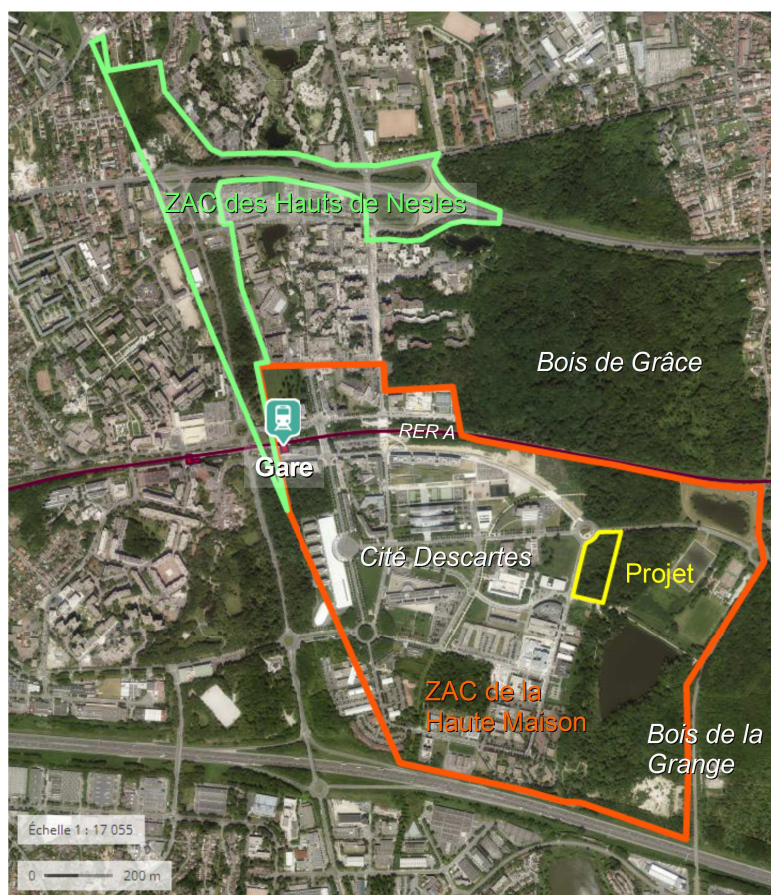 ZAC des Hauts de Nesles
Bois de Grâce
RER A
Gare
Cité Descartes
Projet
ZAC de la
Haute Maison
Bois de la
Grange
Échelle 1 : 17 055
0 200 m